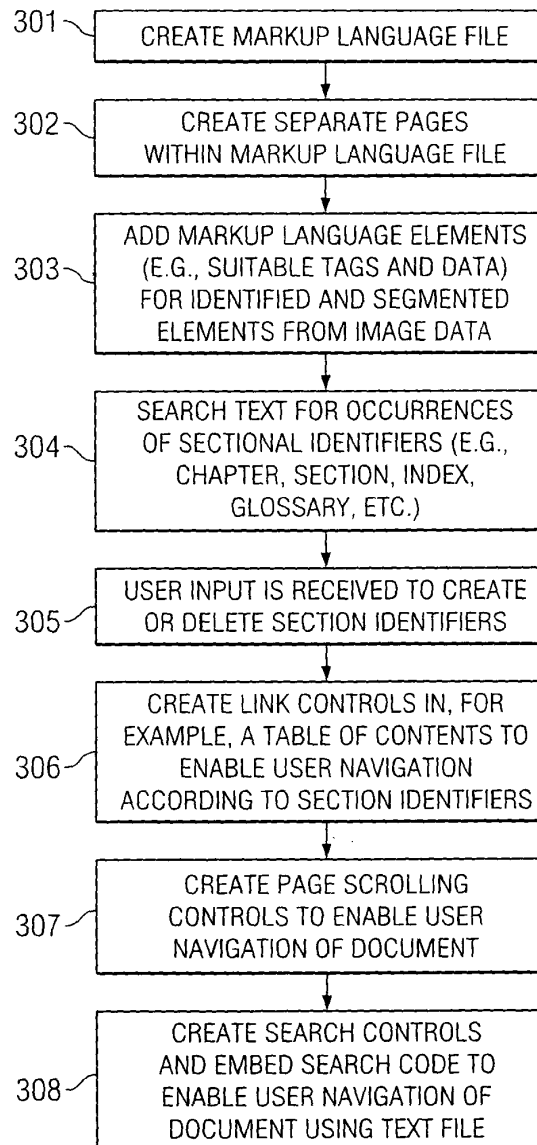 301
CREATE MARKUP LANGUAGE FILE
302
CREATE SEPARATE PAGES
WITHIN MARKUP LANGUAGE FILE
303
ADD MARKUP LANGUAGE ELEMENTS
(E.G., SUITABLE TAGS AND DATA)
FOR IDENTIFIED AND SEGMENTED
ELEMENTS FROM IMAGE DATA
304
SEARCH TEXT FOR OCCURRENCES
OF SECTIONAL IDENTIFIERS (E.G.,
CHAPTER, SECTION, INDEX,
GLOSSARY, ETC.)
305
USER INPUT IS RECEIVED TO CREATE
OR DELETE SECTION IDENTIFIERS
306
CREATE LINK CONTROLS IN, FOR
EXAMPLE, A TABLE OF CONTENTS TO
ENABLE USER NAVIGATION
ACCORDING TO SECTION IDENTIFIERS
307
CREATE PAGE SCROLLING
CONTROLS TO ENABLE USER
NAVIGATION OF DOCUMENT
308
CREATE SEARCH CONTROLS
AND EMBED SEARCH CODE TO
ENABLE USER NAVIGATION OF
DOCUMENT USING TEXT FILE